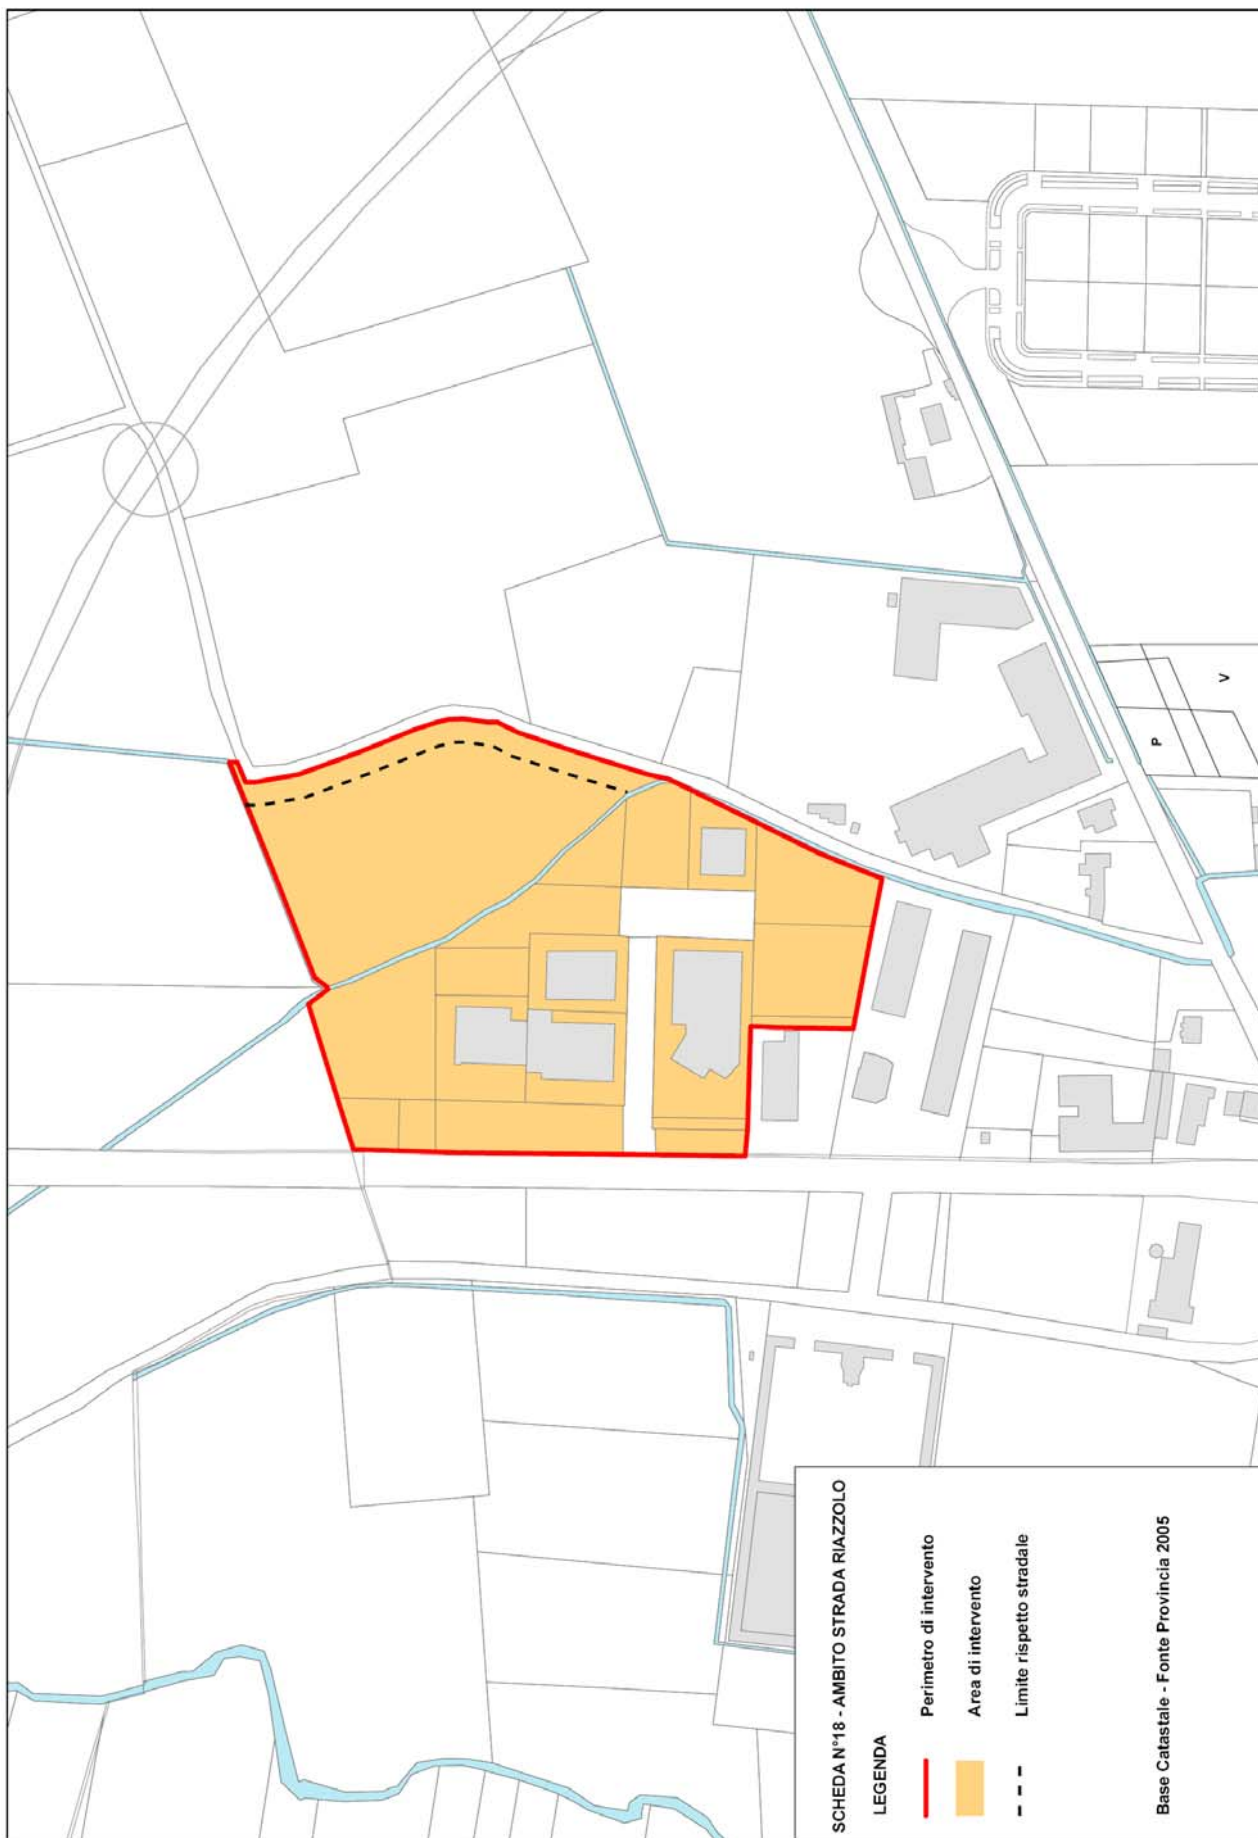 SCHEDA N°18 - AMBITO STRADA RIAZZOLO
LEGENDA
Perimetro di intervento
Area di intervento
Limite rispetto stradale
Base Catastale - Fonte Provincia 2005
P
V